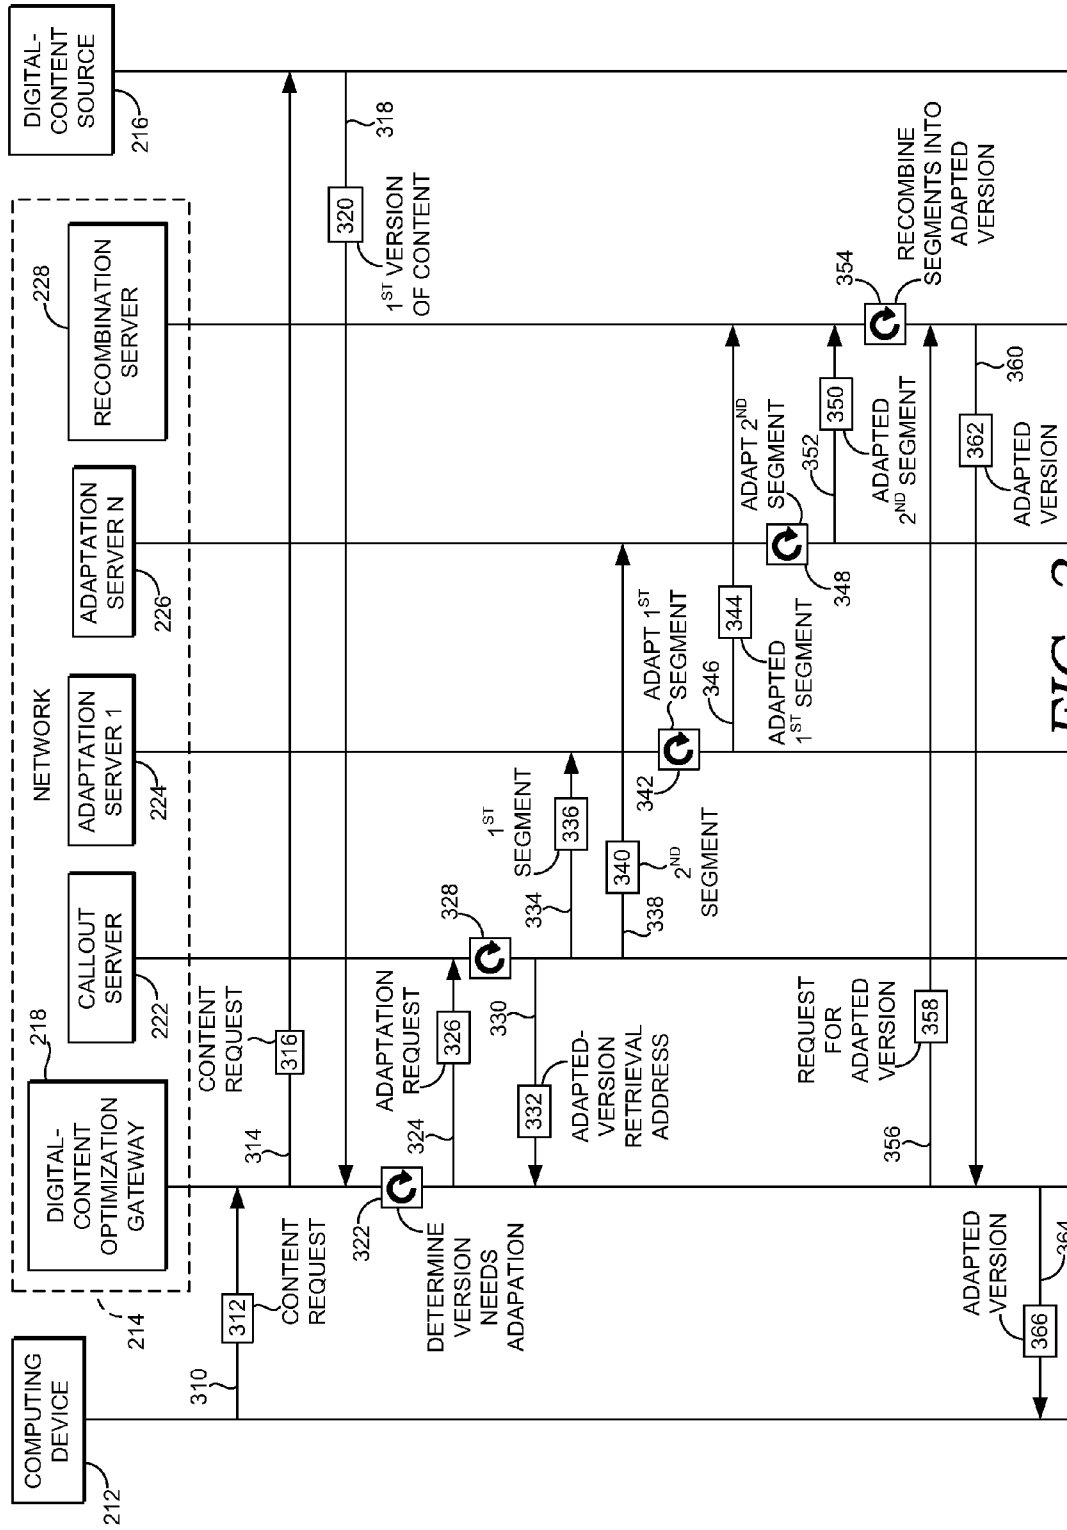 COMPUTING
DEVICE
212
214
NETWORK
DIGITAL-
CONTENT
OPTIMIZATION
GATEWAY
218
CALLOUT
SERVER
222
ADAPTATION
SERVER 1
224
ADAPTATION
SERVER N
226
RECOMBINATION
SERVER
228
DIGITAL-
CONTENT
SOURCE
216
310
312
CONTENT
REQUEST
314
CONTENT
REQUEST
316
318
320
1ST VERSION
OF CONTENT
322
DETERMINE
VERSION
NEEDS
ADAPATION
324
ADAPTATION
REQUEST
326
328
330
332
ADAPTED-
VERSION
RETRIEVAL
ADDRESS
334
1ST
SEGMENT
336
338
340
2ND
SEGMENT
342
ADAPT 1ST
SEGMENT
346
344
ADAPTED
1ST SEGMENT
348
ADAPT 2ND
SEGMENT
352
350
ADAPTED
2ND SEGMENT
354
RECOMBINE
SEGMENTS INTO
ADAPTED
VERSION
356
REQUEST
FOR
ADAPTED
VERSION
358
360
362
ADAPTED
VERSION
364
ADAPTED
VERSION
366
FIG.